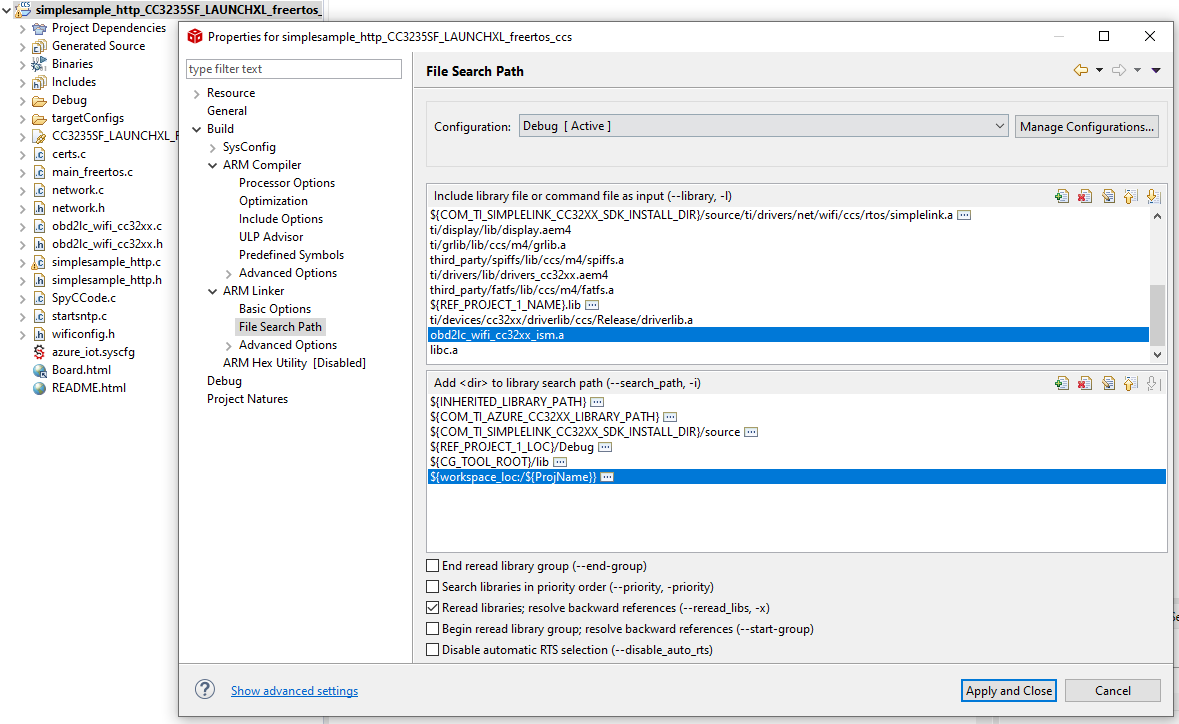 simplesample_http_CC3235SF_LAUNCHXL_freertos_
Project Dependencies
Generated Source
Binaries
Includes
Debug
targetConfigs
CC3235SF_LAUNCHXL_F
certs.c
main_freertos.c
network.c
network.h
obd2lc_wifi_cc32xx.c
obd2lc_wifi_cc32xx.h
simplesample_http.c
simplesample_http.h
SpyCCode.c
startsntp.c
wificonfig.h
azure_iot.syscfg
Board.html
README.html
Properties for simplesample_http_CC3235SF_LAUNCHXL_freertos_ccs
type filter text
Resource
General
Build
SysConfig
ARM Compiler
Processor Options
Optimization
Include Options
ULP Advisor
Predefined Symbols
Advanced Options
ARM Linker
Basic Options
File Search Path
Advanced Options
ARM Hex Utility [Disabled]
Debug
Project Natures
File Search Path
Configuration: Debug [ Active ] Manage Configurations...
Include library file or command file as input (--library, -l)
${COM_TI_SIMPLELINK_CC32XX_SDK_INSTALL_DIR}/source/ti/drivers/net/wifi/ccs/rtos/simplelink.a
ti/display/lib/display.aem4
ti/grlib/lib/ccs/m4/grlib.a
third_party/spiffs/lib/ccs/m4/spiffs.a
ti/drivers/lib/drivers_cc32xx.aem4
third_party/fatfs/lib/ccs/m4/fatfs.a
${REF_PROJECT_1_NAME}.lib
ti/devices/cc32xx/driverlib/ccs/Release/driverlib.a
obd2lc_wifi_cc32xx_ism.a
libc.a
Add <dir> to library search path (--search_path, -i)
${INHERITED_LIBRARY_PATH}
${COM_TI_AZURE_CC32XX_LIBRARY_PATH}
${COM_TI_SIMPLELINK_CC32XX_SDK_INSTALL_DIR}/source
${REF_PROJECT_1_LOC}/Debug
${CG_TOOL_ROOT}/lib
${workspace_loc:/${ProjName}}
End reread library group (--end-group)
Search libraries in priority order (--priority, -priority)
Reread libraries; resolve backward references (--reread_libs, -x)
Begin reread library group; resolve backward references (--start-group)
Disable automatic RTS selection (--disable_auto_rts)
Show advanced settings
Apply and Close
Cancel